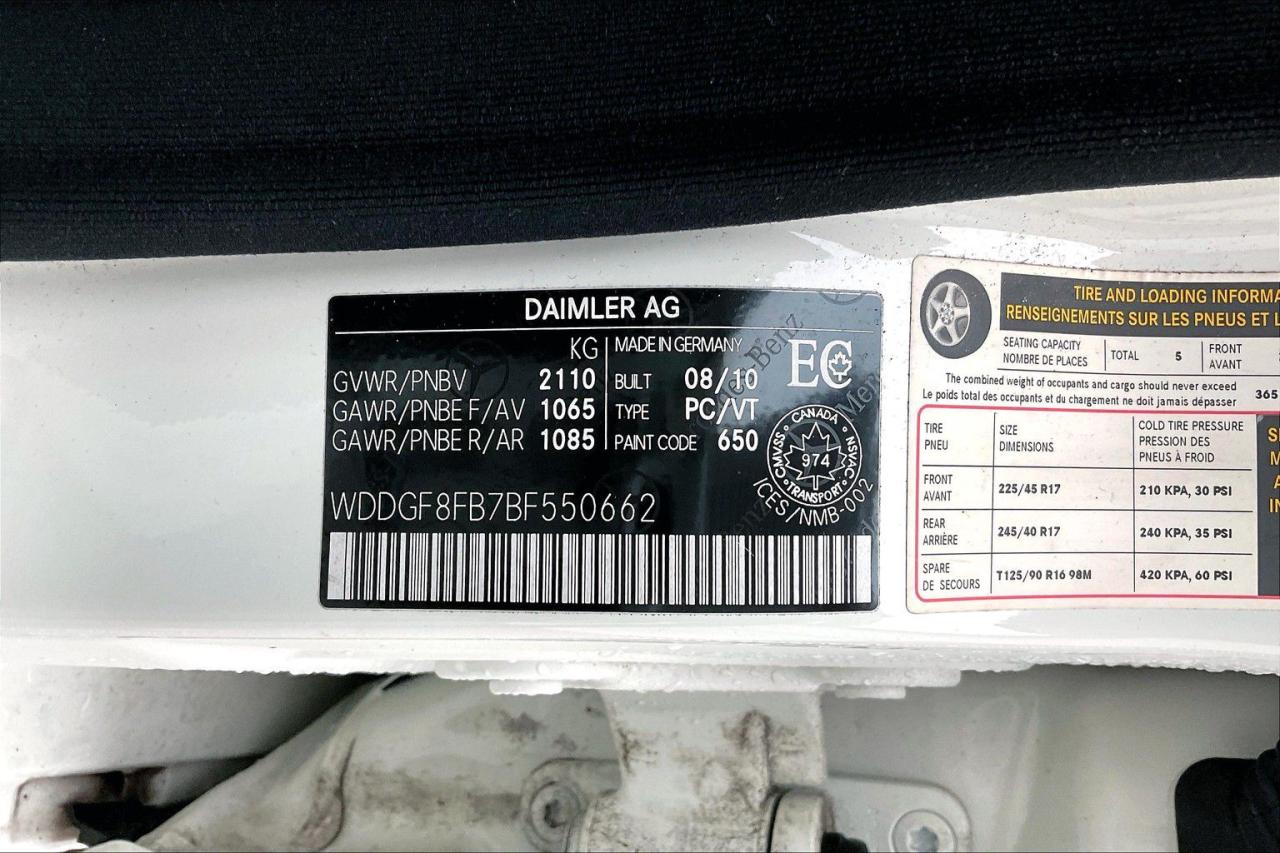 DAIMLER AG
KG
GVWR/PNBV 2110
GAWR/PNBE F/AV 1065
GAWR/PNBE R/AR 1085
MADE IN GERMANY
BUILT 08/10
TYPE PC/VT
PAINT CODE 650
EC
CANADA
CMVSS NSVAC
974
TRANSPORT
ICES/NMB-002
WDDGF8FB7BF550662
TIRE AND LOADING INFORMA
RENSEIGNEMENTS SUR LES PNEUS ET L
SEATING CAPACITY
NOMBRE DE PLACES
TOTAL 5
FRONT
AVANT
The combined weight of occupants and cargo should never exceed
Le poids total des occupants et du chargement ne doit jamais dépasser
365
TIRE
PNEU
SIZE
DIMENSIONS
COLD TIRE PRESSURE
PRESSION DES
PNEUS À FROID
FRONT
AVANT
225/45 R17
210 KPA, 30 PSI
REAR
ARRIÈRE
245/40 R17
240 KPA, 35 PSI
SPARE
DE SECOURS
T125/90 R16 98M
420 KPA, 60 PSI